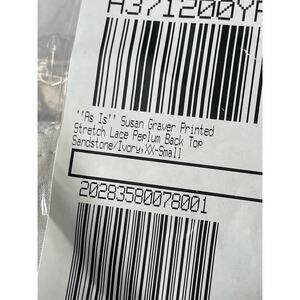 A371200YA
''As Is'' Susan Graver Printed
Stretch Lace Peplum Back Top
Sandstone/Ivory,XX-Small
20283580078001